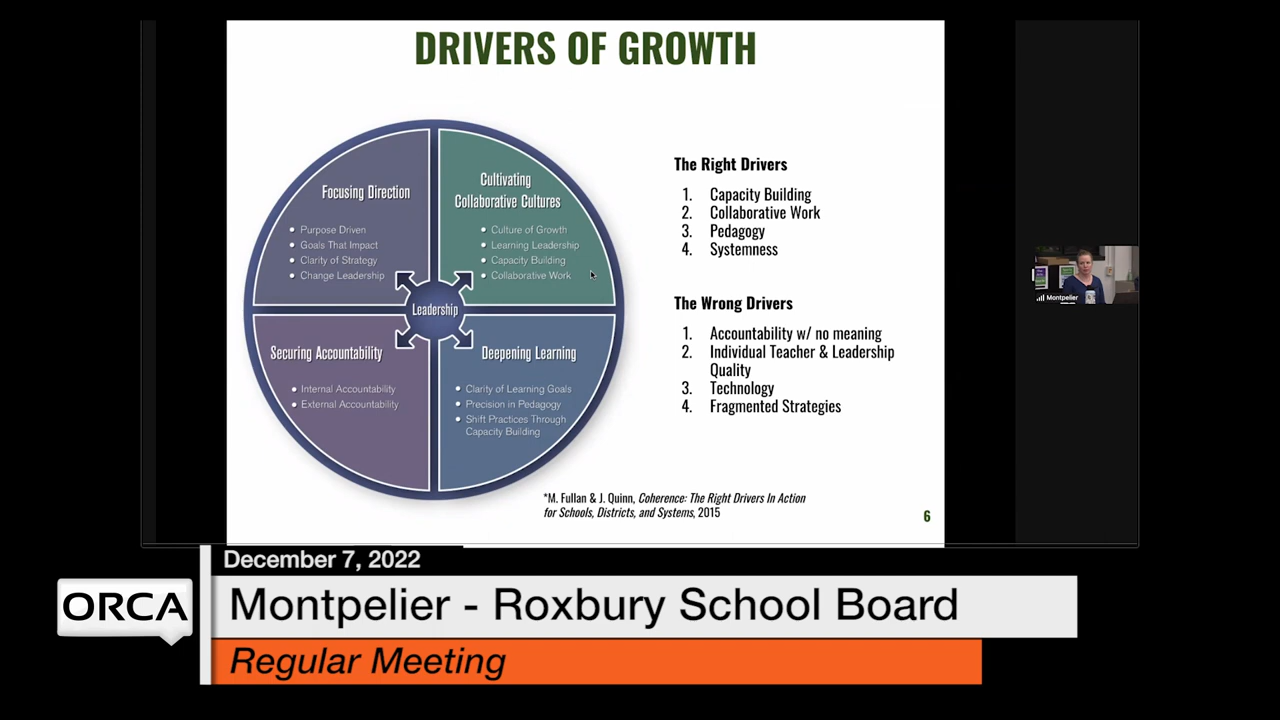 DRIVERS OF GROWTH
Focusing Direction
• Purpose Driven
• Goals That Impact
• Clarity of Strategy
• Change Leadership
Cultivating
Collaborative Cultures
• Culture of Growth
• Learning Leadership
• Capacity Building
• Collaborative Work
Leadership
Securing Accountability
• Internal Accountability
• External Accountability
Deepening Learning
• Clarity of Learning Goals
• Precision in Pedagogy
• Shift Practices Through
Capacity Building
The Right Drivers
1. Capacity Building
2. Collaborative Work
3. Pedagogy
4. Systemness
The Wrong Drivers
1. Accountability w/ no meaning
2. Individual Teacher & Leadership
Quality
3. Technology
4. Fragmented Strategies
*M. Fullan & J. Quinn, Coherence: The Right Drivers In Action
for Schools, Districts, and Systems, 2015
6
Montpelier
December 7, 2022
ORCA
Montpelier - Roxbury School Board
Regular Meeting